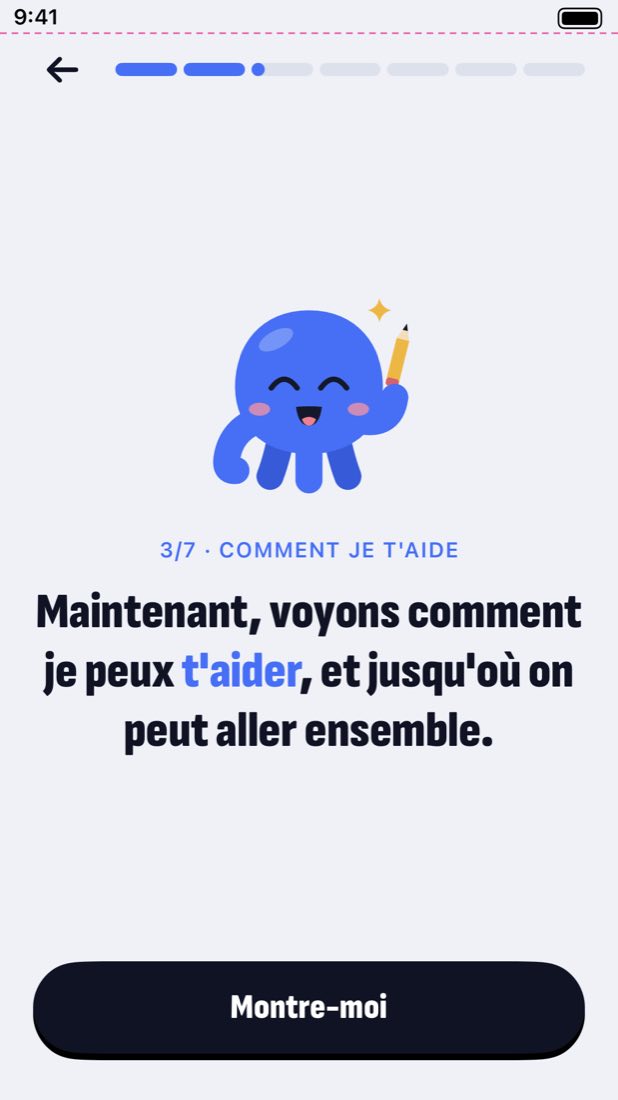 9:41
3/7 · COMMENT JE T'AIDE
Maintenant, voyons comment
je peux t'aider, et jusqu'où on
peut aller ensemble.
Montre-moi